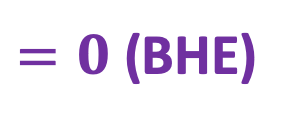 = 0 (BHE)